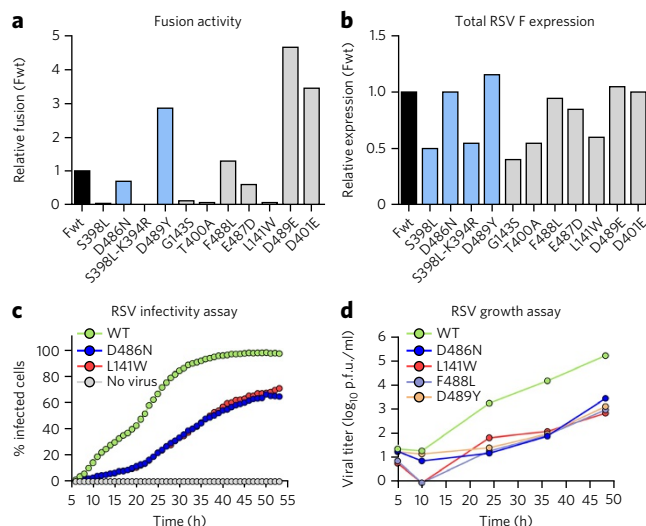 a
Fusion activity
Relative fusion (Fwt)
5
4
3
2
1
0
Fwt
S398L
D486N
S398L-K394R
D489Y
G143S
T400A
F488L
E487D
L141W
D489E
D401E
b
Total RSV F expression
Relative expression (Fwt)
1.5
1.0
0.5
0
Fwt
S398L
D486N
S398L-K394R
D489Y
G143S
T400A
F488L
E487D
L141W
D489E
D401E
c
RSV infectivity assay
WT
D486N
L141W
No virus
% infected cells
100
80
60
40
20
0
5 10 15 20 25 30 35 40 45 50 55
Time (h)
d
RSV growth assay
WT
D486N
L141W
F488L
D489Y
Viral titer (log10 p.f.u./ml)
6
5
4
3
2
1
0
5 10 15 20 25 30 35 40 45 50
Time (h)